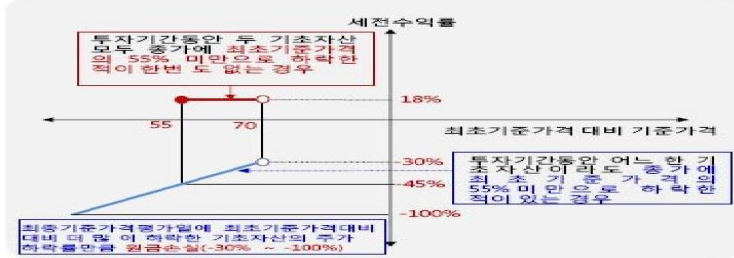 세전수익률
투자기간동안 두 기초자산
모두 종가에 최초기준가격
의 55% 미만으로 하락한
적이 한번 도 없는 경우
18%
55
70
최초기준가격 대비 기준가격
-30%
투자기간동안 어느 한 기
초자산이라도 종가에
최초기준가격의
55% 미만으로 하락한
적이 있는 경우
-45%
-100%
최종기준가격평가일에 최초기준가격대비
대비 더 많 이 하락한 기초자산의 주가
하락률만큼 원금손실(-30% ~ -100%)